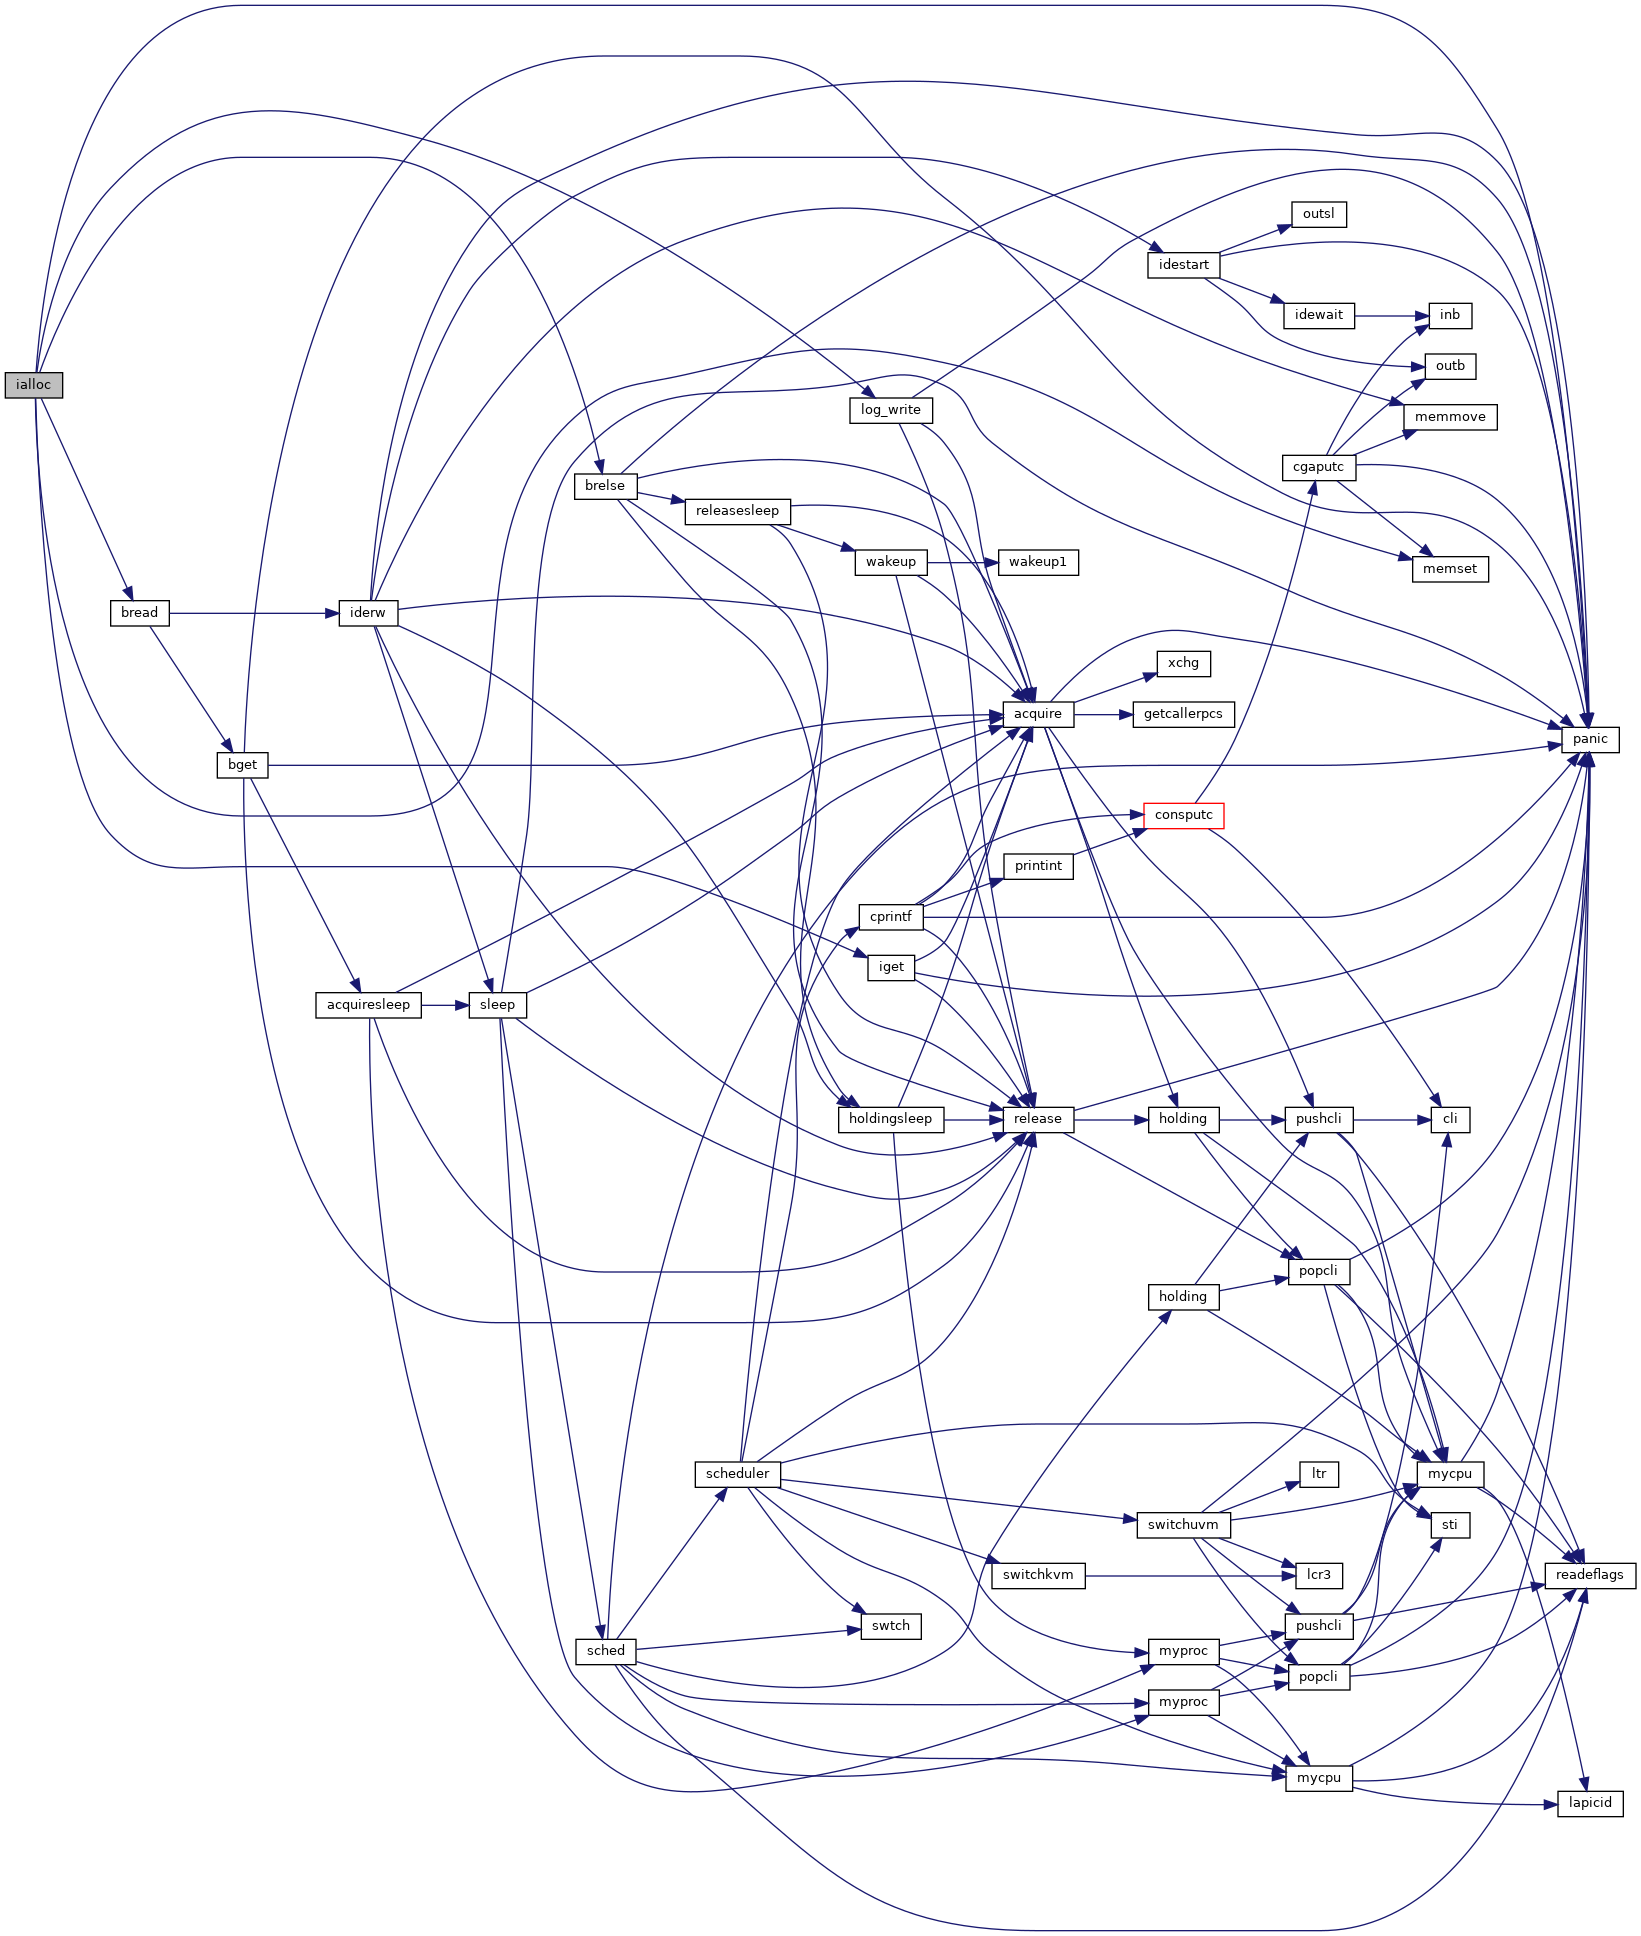 ialloc
bread
bget
iderw
acquiresleep
sleep
brelse
sched
releasesleep
scheduler
log_write
wakeup
cprintf
iget
holdingsleep
swtch
wakeup1
acquire
printint
release
switchkvm
idestart
xchg
getcallerpcs
consputc
holding
holding
switchuvm
myproc
myproc
outsl
idewait
cgaputc
pushcli
popcli
ltr
lcr3
pushcli
popcli
mycpu
inb
outb
memmove
memset
cli
mycpu
sti
panic
readeflags
lapicid